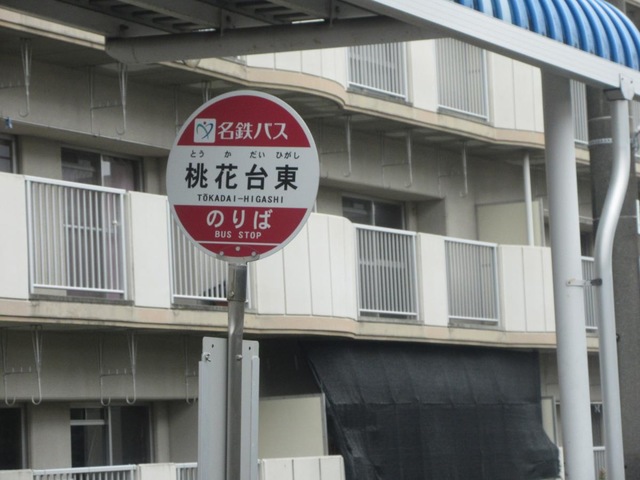 名鉄バス
とうか だい ひがし
桃花台東
TŌKADAI-HIGASHI
のりば
BUS STOP